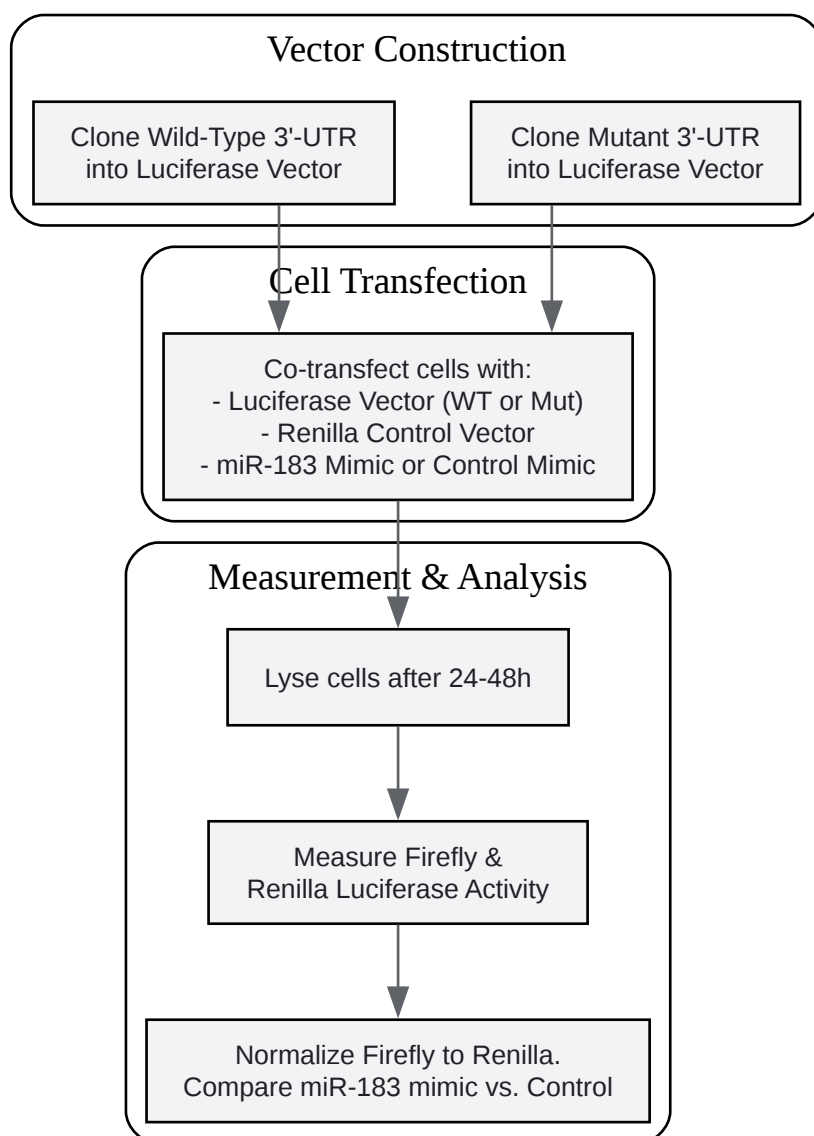 Vector Construction
Clone Wild-Type 3'-UTR
into Luciferase Vector
Clone Mutant 3'-UTR
into Luciferase Vector
Cell Transfection
Co-transfect cells with:
- Luciferase Vector (WT or Mut)
- Renilla Control Vector
- miR-183 Mimic or Control Mimic
Measurement & Analysis
Lyse cells after 24-48h
Measure Firefly &
Renilla Luciferase Activity
Normalize Firefly to Renilla.
Compare miR-183 mimic vs. Control